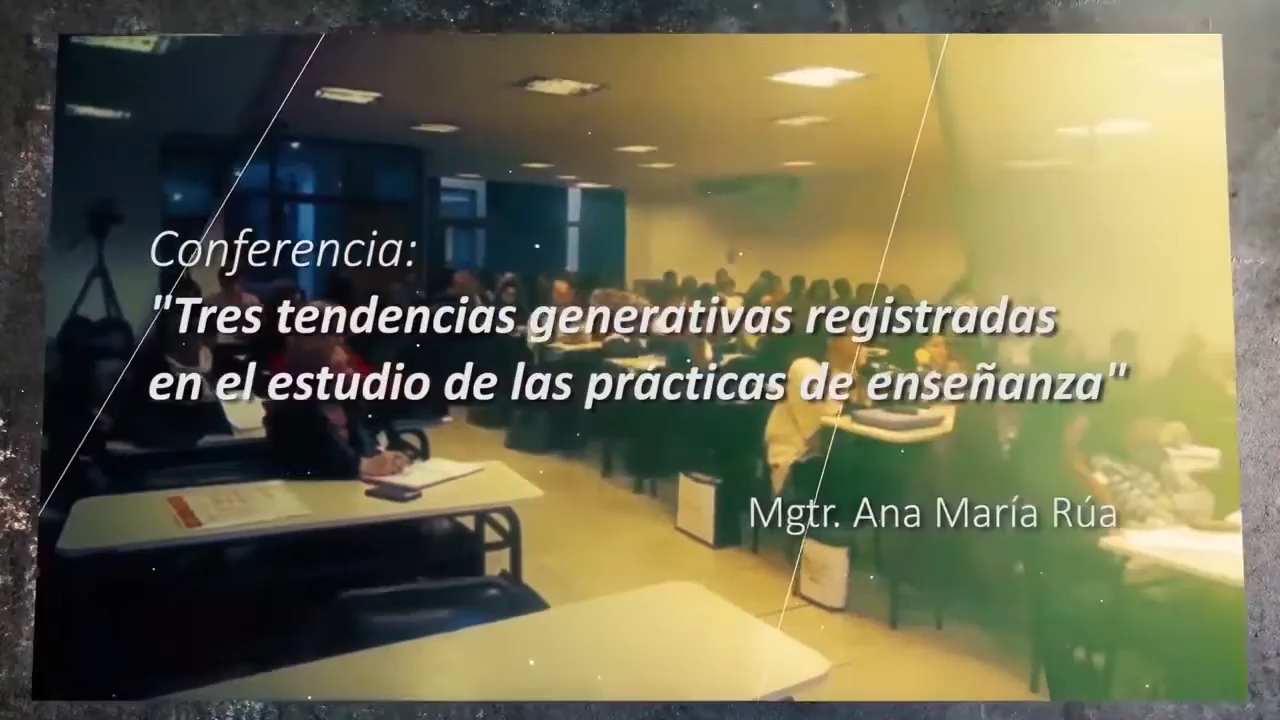 Conferencia:
"Tres tendencias generativas registradas
en el estudio de las prácticas de enseñanza"
Mgtr. Ana María Rúa